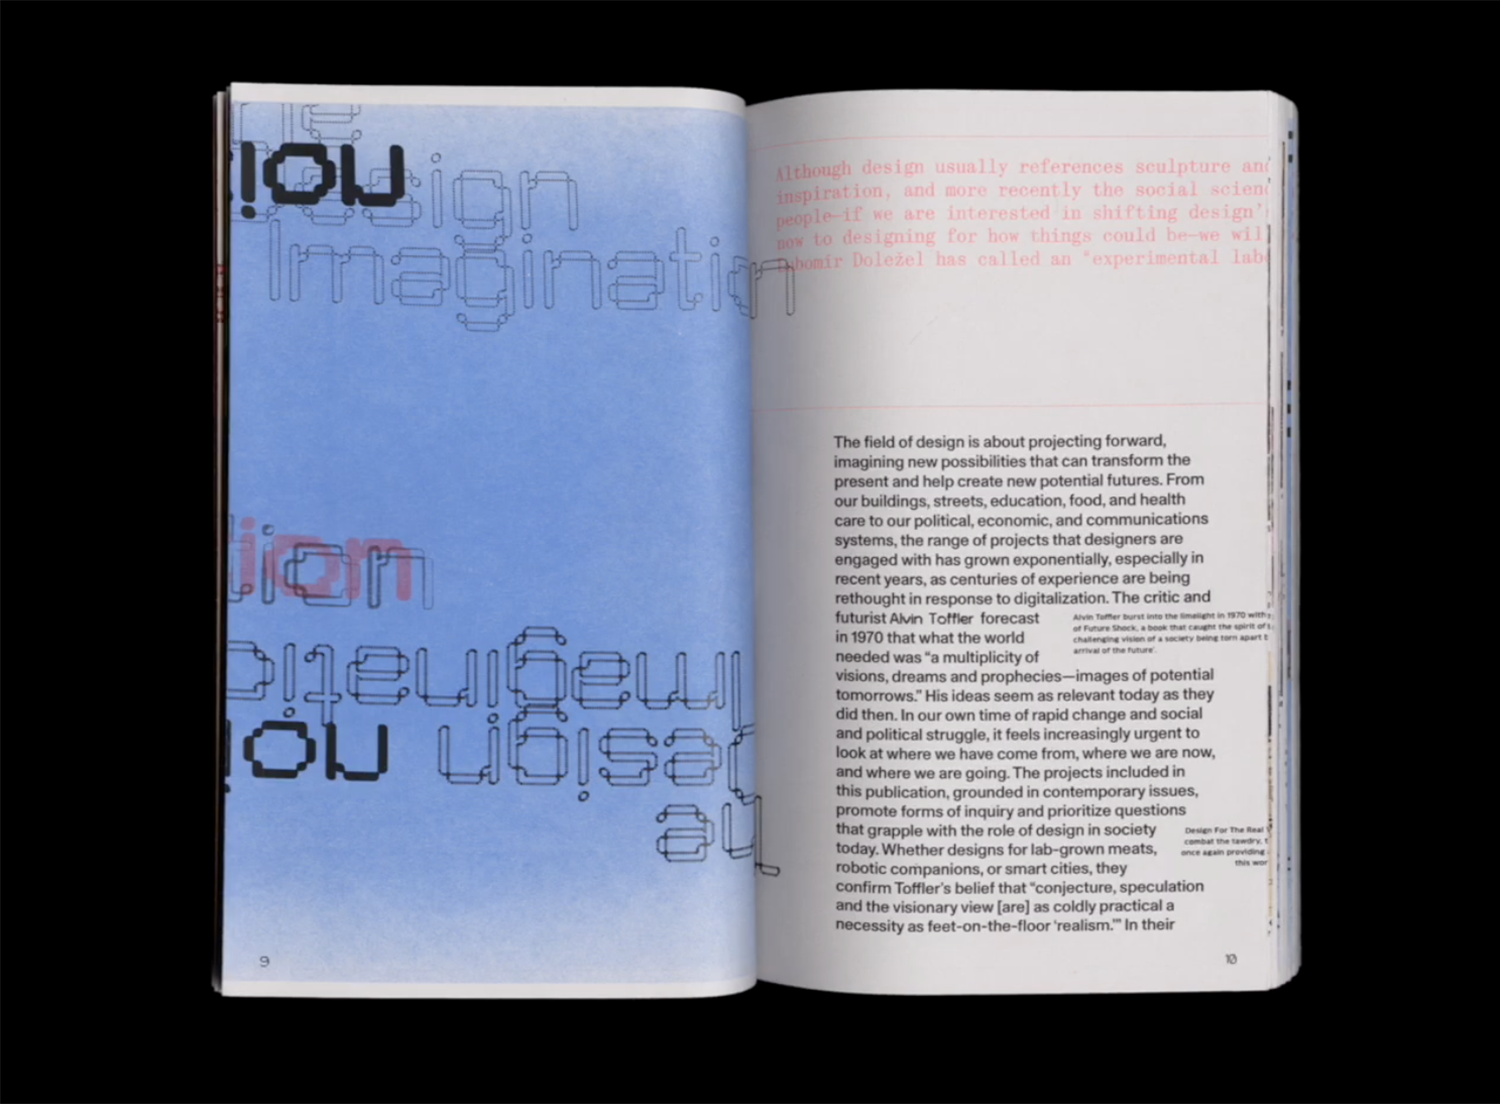 Design
Imagination
Imaginatio
Design
9
Although design usually references sculpture and
inspiration, and more recently the social scien
people—if we are interested in shifting design'
now to designing for how things could be—we wil
Lubomír Doležel has called an "experimental lab
The field of design is about projecting forward,
imagining new possibilities that can transform the
present and help create new potential futures. From
our buildings, streets, education, food, and health
care to our political, economic, and communications
systems, the range of projects that designers are
engaged with has grown exponentially, especially in
recent years, as centuries of experience are being
rethought in response to digitalization. The critic and
futurist Alvin Toffler forecast
in 1970 that what the world
needed was “a multiplicity of
visions, dreams and prophecies—images of potential
tomorrows.” His ideas seem as relevant today as they
did then. In our own time of rapid change and social
and political struggle, it feels increasingly urgent to
look at where we have come from, where we are now,
and where we are going. The projects included in
this publication, grounded in contemporary issues,
promote forms of inquiry and prioritize questions
that grapple with the role of design in society
today. Whether designs for lab-grown meats,
robotic companions, or smart cities, they
confirm Toffler’s belief that “conjecture, speculation
and the visionary view [are] as coldly practical a
necessity as feet-on-the-floor ‘realism.’” In their
Alvin Toffler burst into the limelight in 1970 with
of Future Shock, a book that caught the spirit of t
challenging vision of a society being torn apart b
arrival of the future'.
Design For The Real
combat the tawdry, t
once again providing
this wor
10